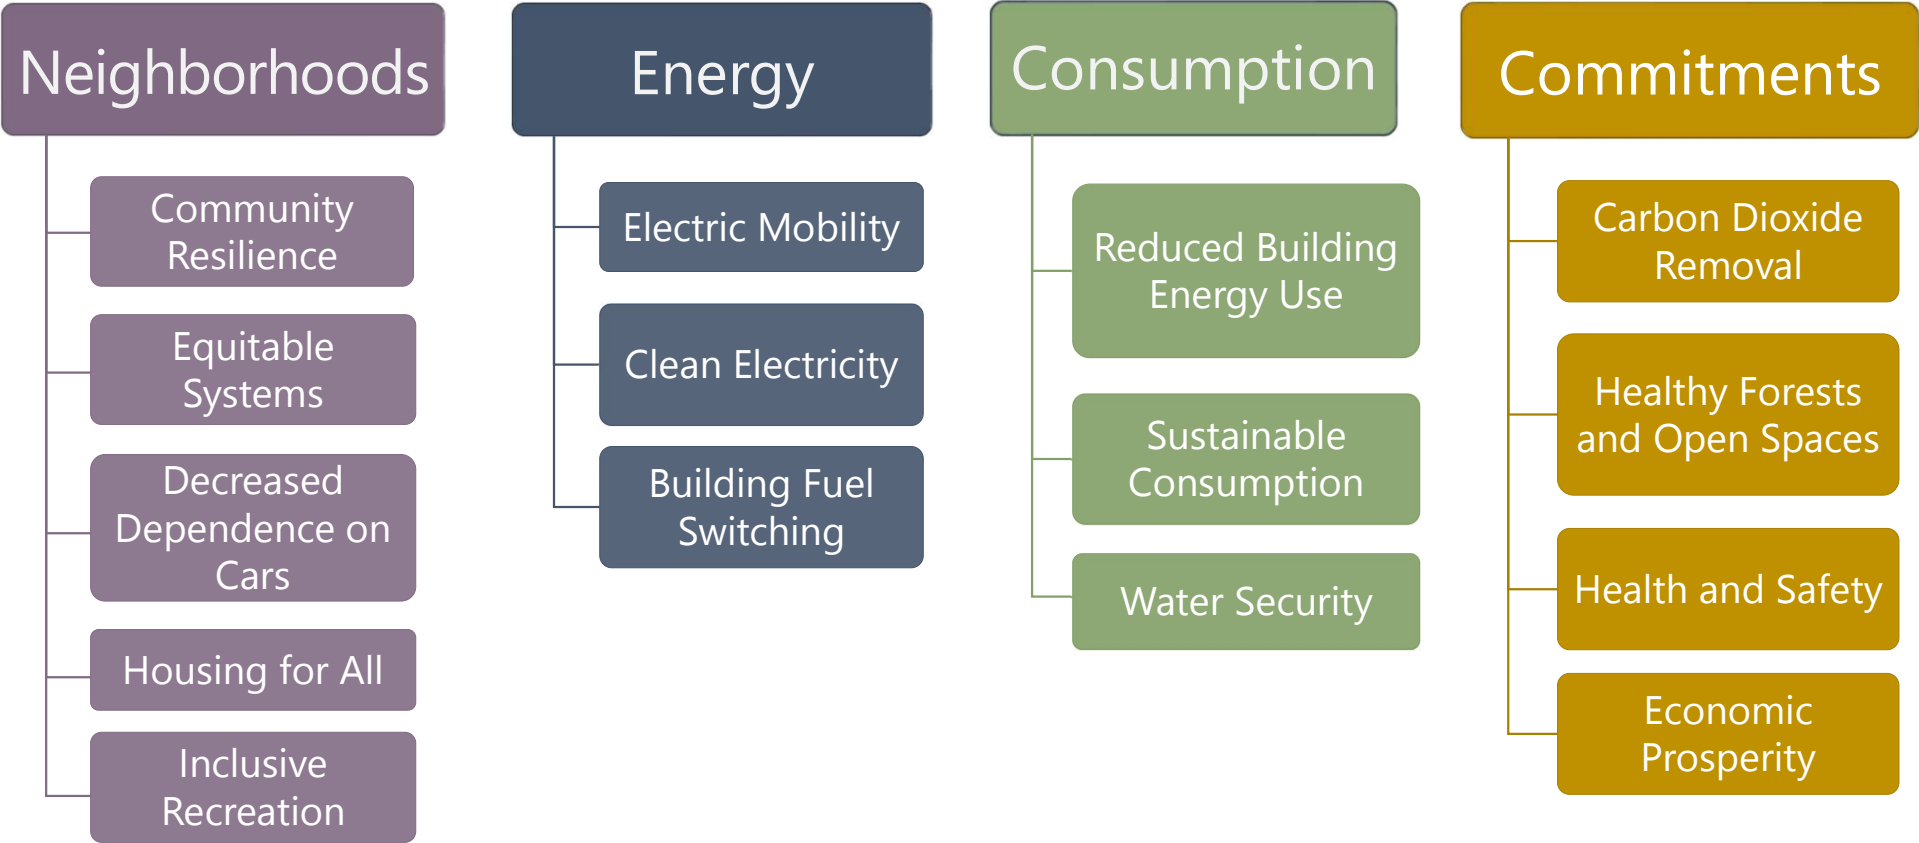 Neighborhoods
Community
Resilience
Equitable
Systems
Decreased
Dependence on
Cars
Housing for All
Inclusive
Recreation
Energy
Electric Mobility
Clean Electricity
Building Fuel
Switching
Consumption
Reduced Building
Energy Use
Sustainable
Consumption
Water Security
Commitments
Carbon Dioxide
Removal
Healthy Forests
and Open Spaces
Health and Safety
Economic
Prosperity